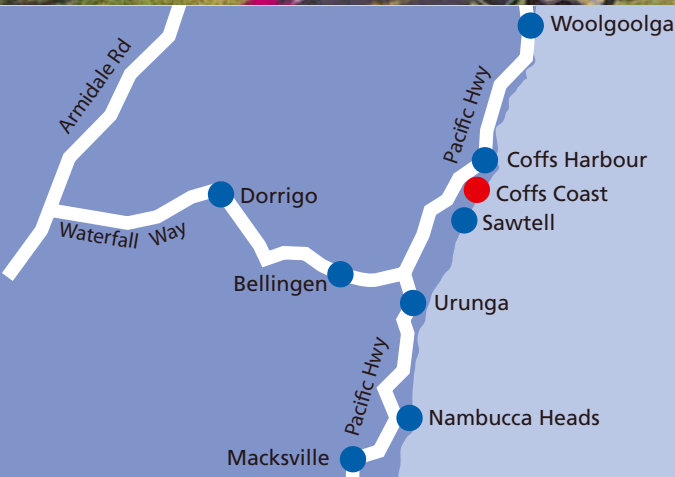 Woolgoolga
Armidale Rd
Pacific Hwy
Coffs Harbour
Coffs Coast
Dorrigo
Sawtell
Waterfall Way
Bellingen
Urunga
Pacific Hwy
Nambucca Heads
Macksville